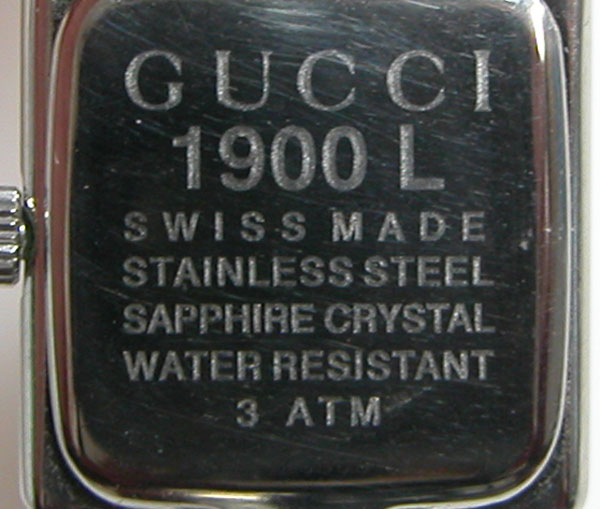 GUCCI
1900 L
SWISS MADE
STAINLESS STEEL
SAPPHIRE CRYSTAL
WATER RESISTANT
3 ATM